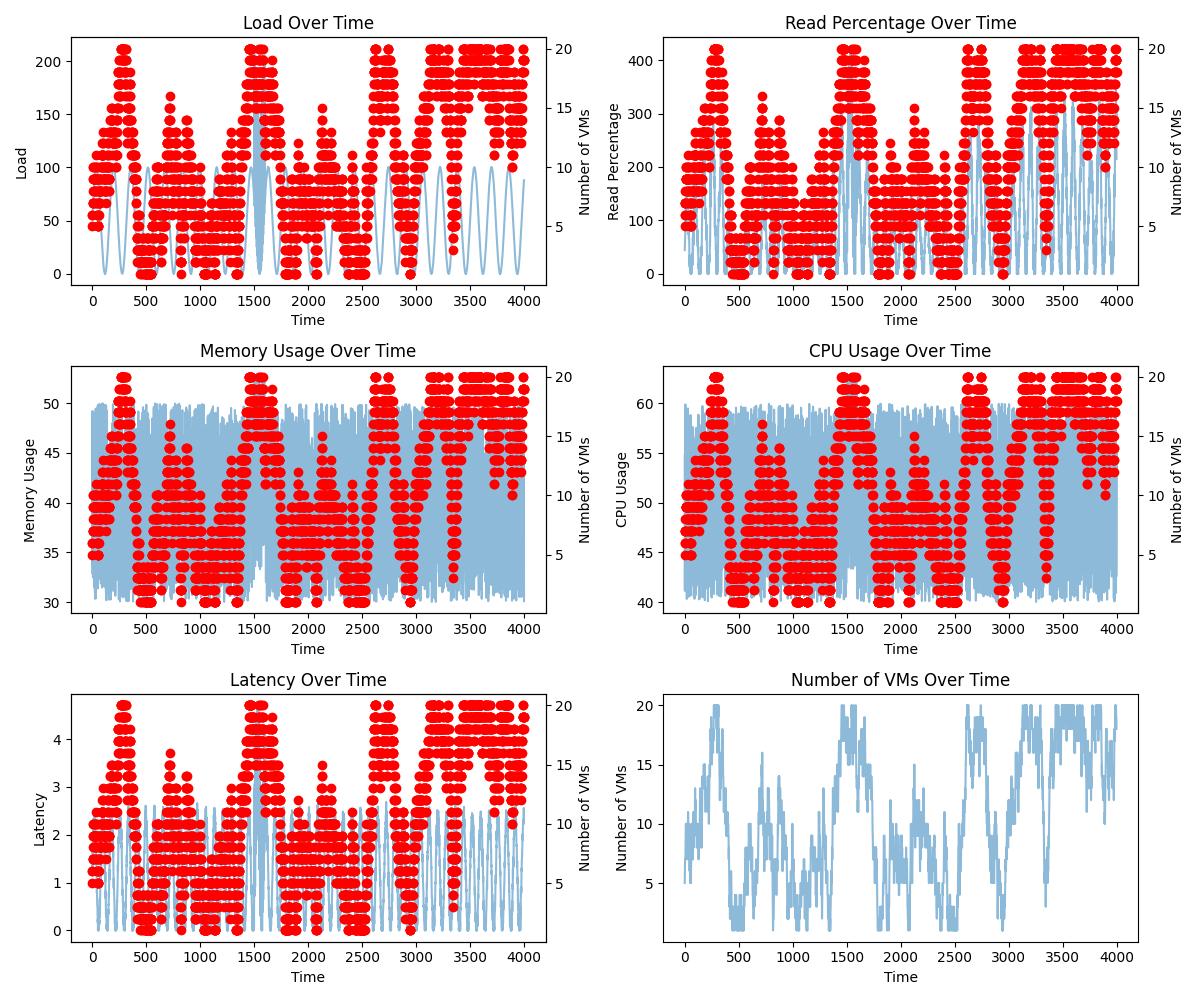 Load Over Time
Load
200
150
100
50
0
20
15
10
5
Number of VMs
0 500 1000 1500 2000 2500 3000 3500 4000
Time
Read Percentage Over Time
Read Percentage
400
300
200
100
0
20
15
10
5
Number of VMs
0 500 1000 1500 2000 2500 3000 3500 4000
Time
Memory Usage Over Time
Memory Usage
50
45
40
35
30
20
15
10
5
Number of VMs
0 500 1000 1500 2000 2500 3000 3500 4000
Time
CPU Usage Over Time
CPU Usage
60
55
50
45
40
20
15
10
5
Number of VMs
0 500 1000 1500 2000 2500 3000 3500 4000
Time
Latency Over Time
Latency
4
3
2
1
0
20
15
10
5
Number of VMs
0 500 1000 1500 2000 2500 3000 3500 4000
Time
Number of VMs Over Time
Number of VMs
20
15
10
5
0 500 1000 1500 2000 2500 3000 3500 4000
Time